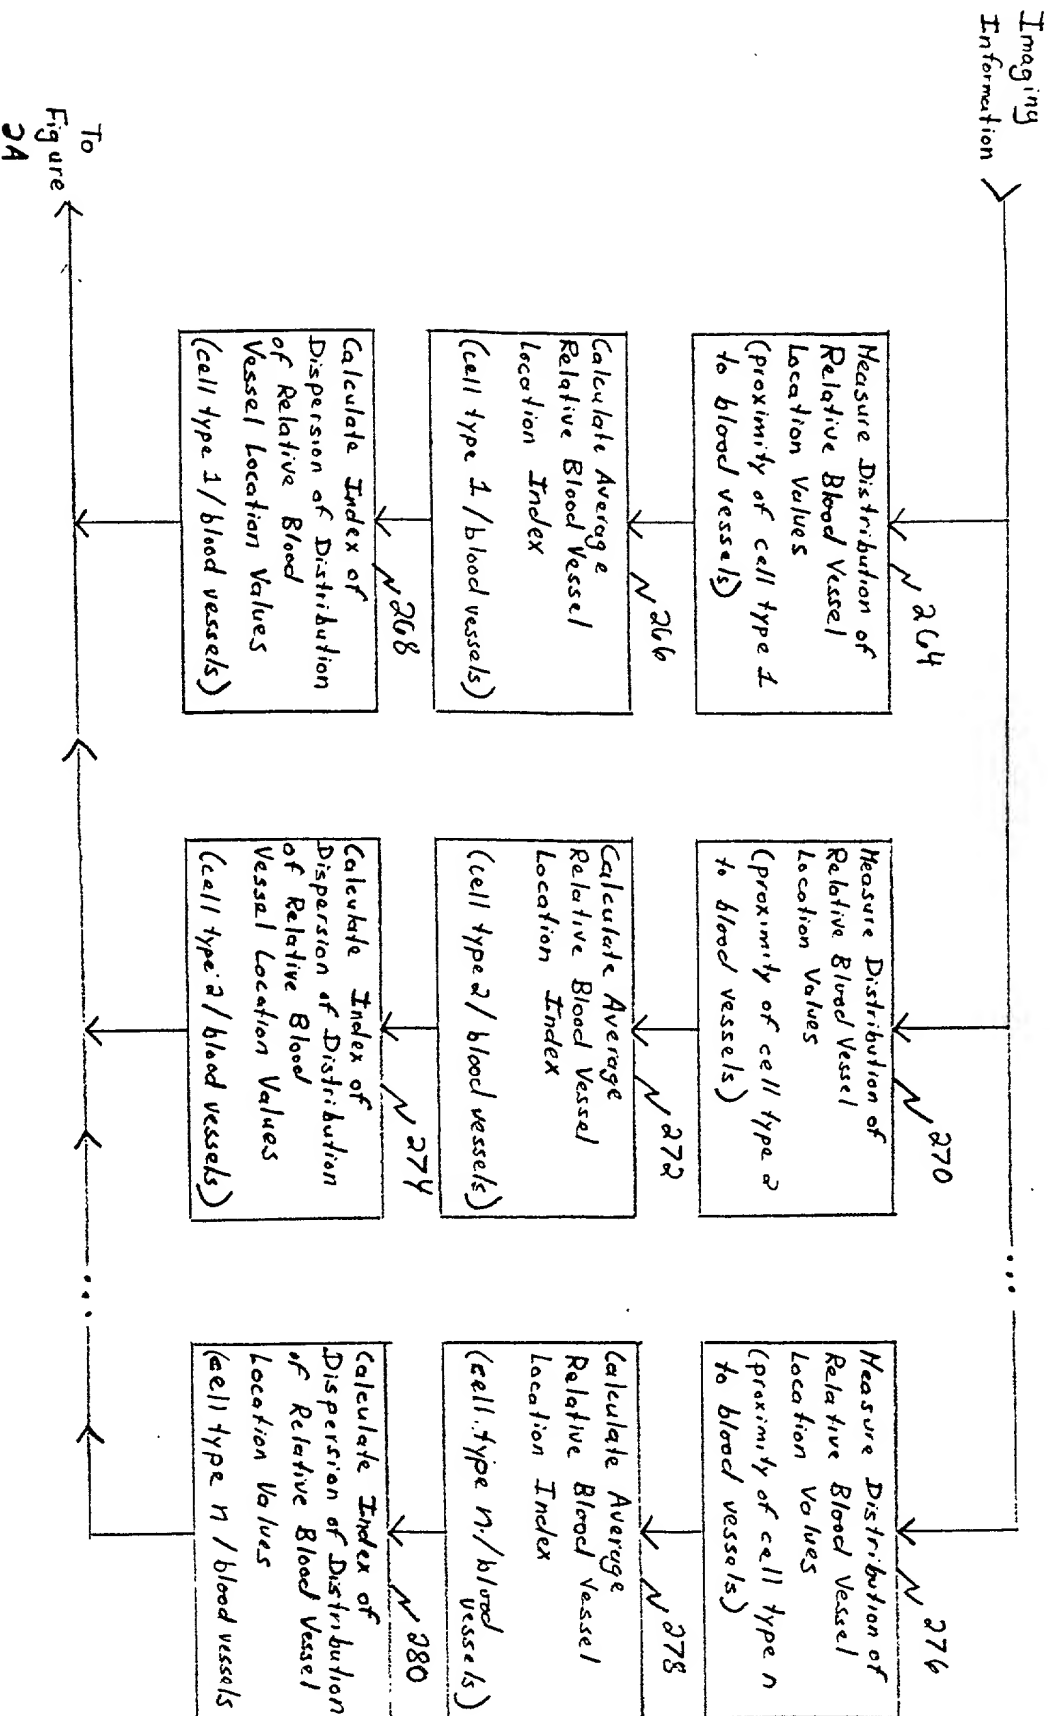 Imaging
Information
264
Measure Distribution of
Relative Blood Vessel
Location Values
(proximity of cell type 1
to blood vessels)
266
Calculate Average
Relative Blood Vessel
Location Index
(cell type 1/blood vessels)
268
Calculate Index of
Dispersion of Distribution
of Relative Blood
Vessel Location Values
(cell type 1/blood vessels)
270
Measure Distribution of
Relative Blood Vessel
Location Values
(proximity of cell type 2
to blood vessels)
272
Calculate Average
Relative Blood Vessel
Location Index
(cell type 2/blood vessels)
274
Calculate Index of
Dispersion of Distribution
of Relative Blood
Vessel Location Values
(cell type 2/blood vessels)
...
276
Measure Distribution of
Relative Blood Vessel
Location Values
(proximity of cell type n
to blood vessels)
278
Calculate Average
Relative Blood Vessel
Location Index
(cell type n/blood
vessels)
280
Calculate Index of
Dispersion of Distribution
of Relative Blood Vessel
Location Values
(cell type n/blood vessels
...
To
Figure
2A